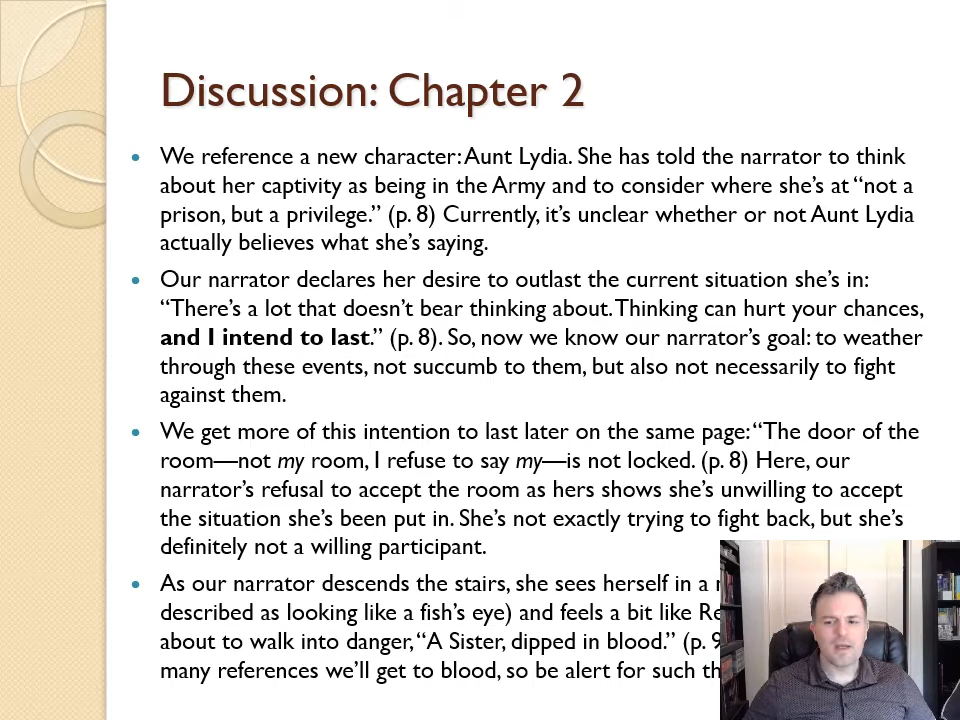 Discussion: Chapter 2
We reference a new character: Aunt Lydia. She has told the narrator to think
about her captivity as being in the Army and to consider where she’s at “not a
prison, but a privilege.” (p. 8) Currently, it’s unclear whether or not Aunt Lydia
actually believes what she’s saying.
Our narrator declares her desire to outlast the current situation she’s in:
“There’s a lot that doesn’t bear thinking about. Thinking can hurt your chances,
and I intend to last.” (p. 8). So, now we know our narrator’s goal: to weather
through these events, not succumb to them, but also not necessarily to fight
against them.
We get more of this intention to last later on the same page: “The door of the
room—not my room, I refuse to say my—is not locked. (p. 8) Here, our
narrator’s refusal to accept the room as hers shows she’s unwilling to accept
the situation she’s been put in. She’s not exactly trying to fight back, but she’s
definitely not a willing participant.
As our narrator descends the stairs, she sees herself in a
described as looking like a fish’s eye) and feels a bit like
about to walk into danger, “A Sister, dipped in blood.” (p. 9
many references we’ll get to blood, so be alert for such